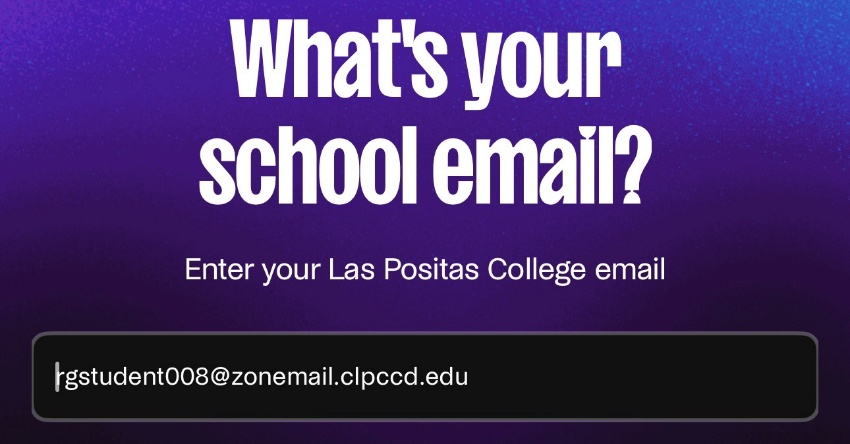 What's your
school email?
Enter your Las Positas College email
rgstudent008@zonemail.clpccd.edu